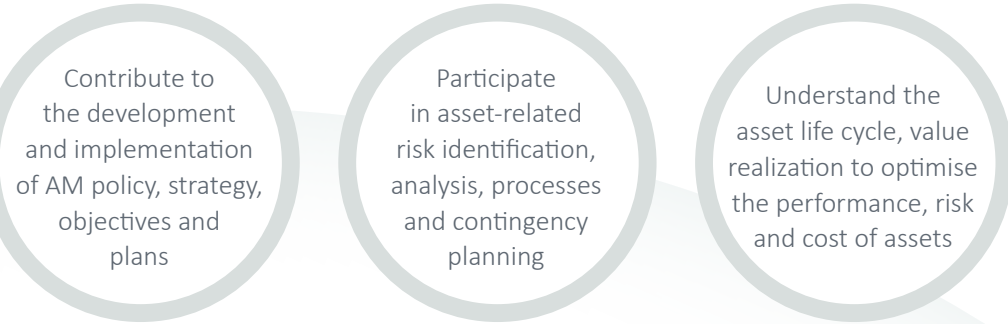 Contribute to
the development
and implementation
of AM policy, strategy,
objectives and
plans
Participate
in asset-related
risk identification,
analysis, processes
and contingency
planning
Understand the
asset life cycle, value
realization to optimise
the performance, risk
and cost of assets